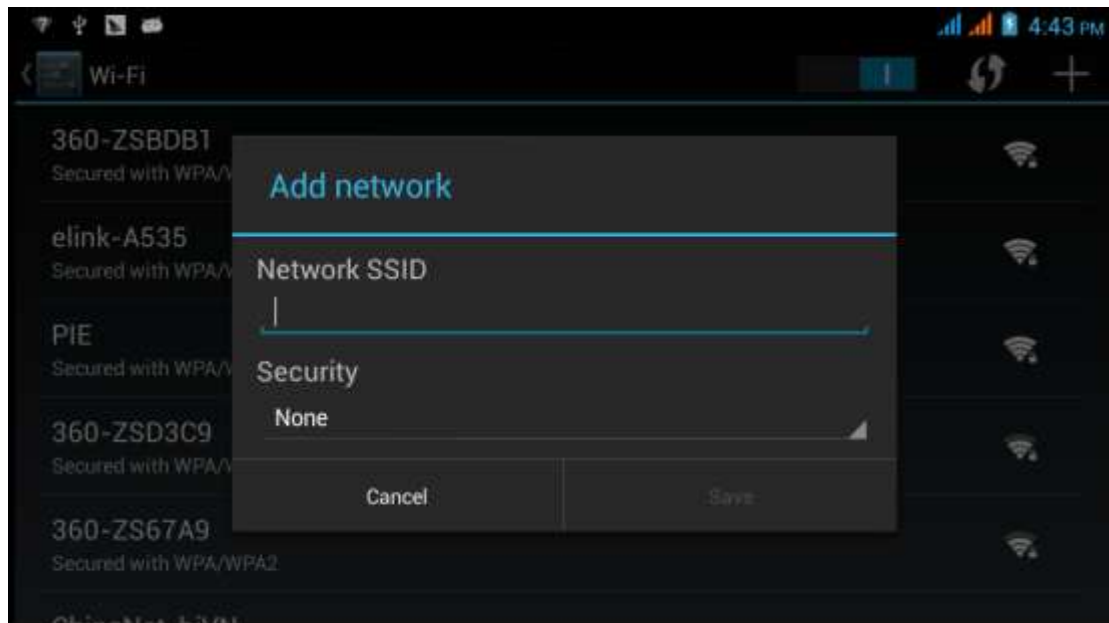 4:43 PM
Wi-Fi
360-ZSBDB1
Secured with WPA/W
Add network
elink-A535
Secured with WPA/W
Network SSID
PIE
Secured with WPA/W
Security
None
360-ZSD3C9
Secured with WPA/W
Cancel
Save
360-ZS67A9
Secured with WPA/WPA2